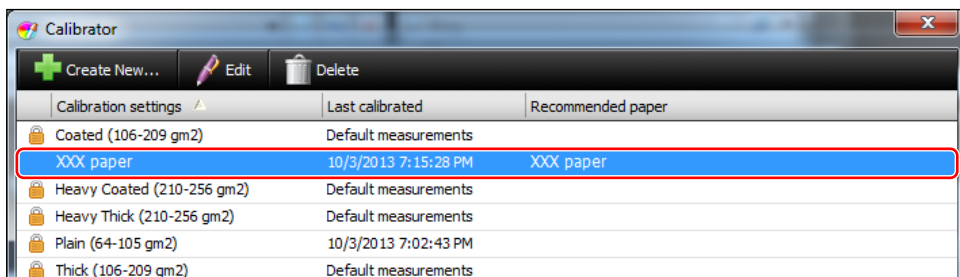 Calibrator
Create New... Edit Delete
Calibration settings Last calibrated Recommended paper
Coated (106-209 gm2) Default measurements
XXX paper 10/3/2013 7:15:28 PM XXX paper
Heavy Coated (210-256 gm2) Default measurements
Heavy Thick (210-256 gm2) Default measurements
Plain (64-105 gm2) 10/3/2013 7:02:43 PM
Thick (106-209 gm2) Default measurements